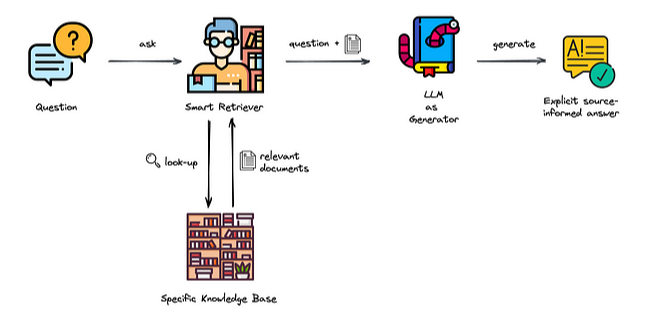 ?
ask
question +
generate
A!
Question
Smart Retriever
LLM
as
Generator
Explicit source-
informed answer
look-up
relevant
documents
Specific Knowledge Base